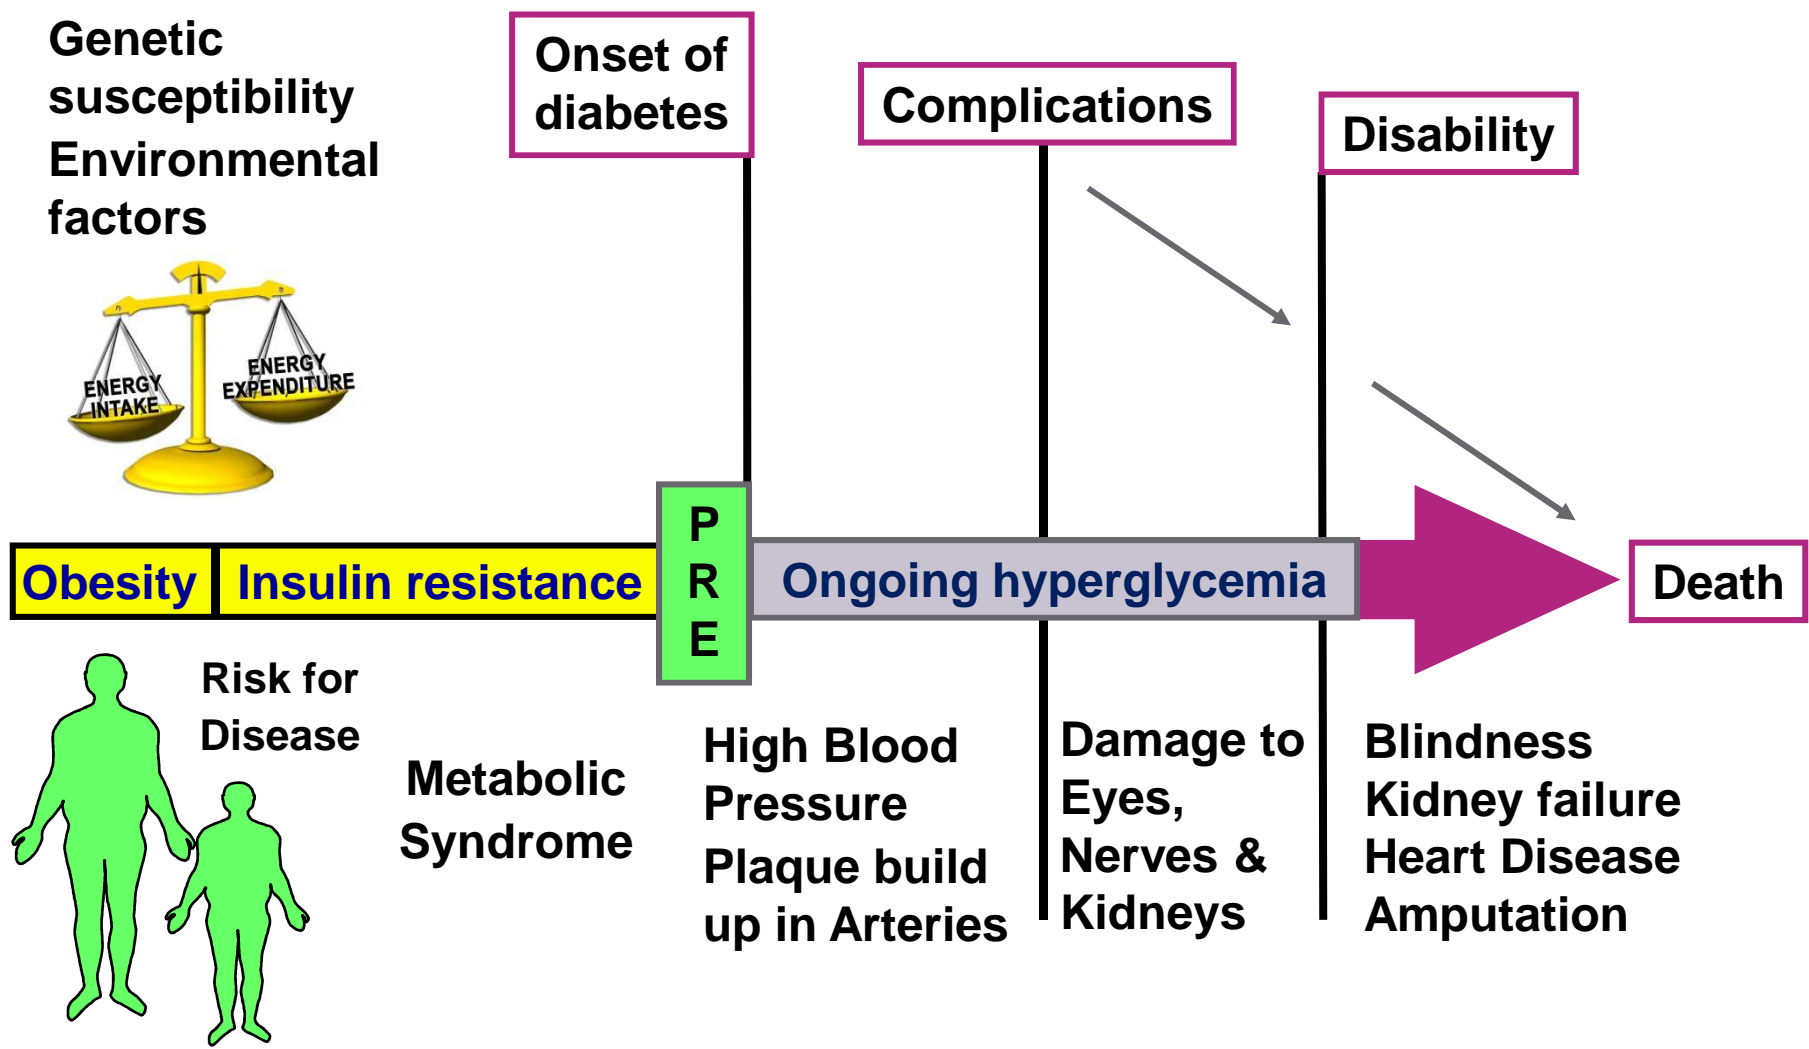 Genetic
susceptibility
Environmental
factors
Onset of
diabetes
Complications
Disability
ENERGY
INTAKE
ENERGY
EXPENDITURE
Obesity
Insulin resistance
P
R
E
Ongoing hyperglycemia
Death
Risk for
Disease
Metabolic
Syndrome
High Blood
Pressure
Plaque build
up in Arteries
Damage to
Eyes,
Nerves &
Kidneys
Blindness
Kidney failure
Heart Disease
Amputation